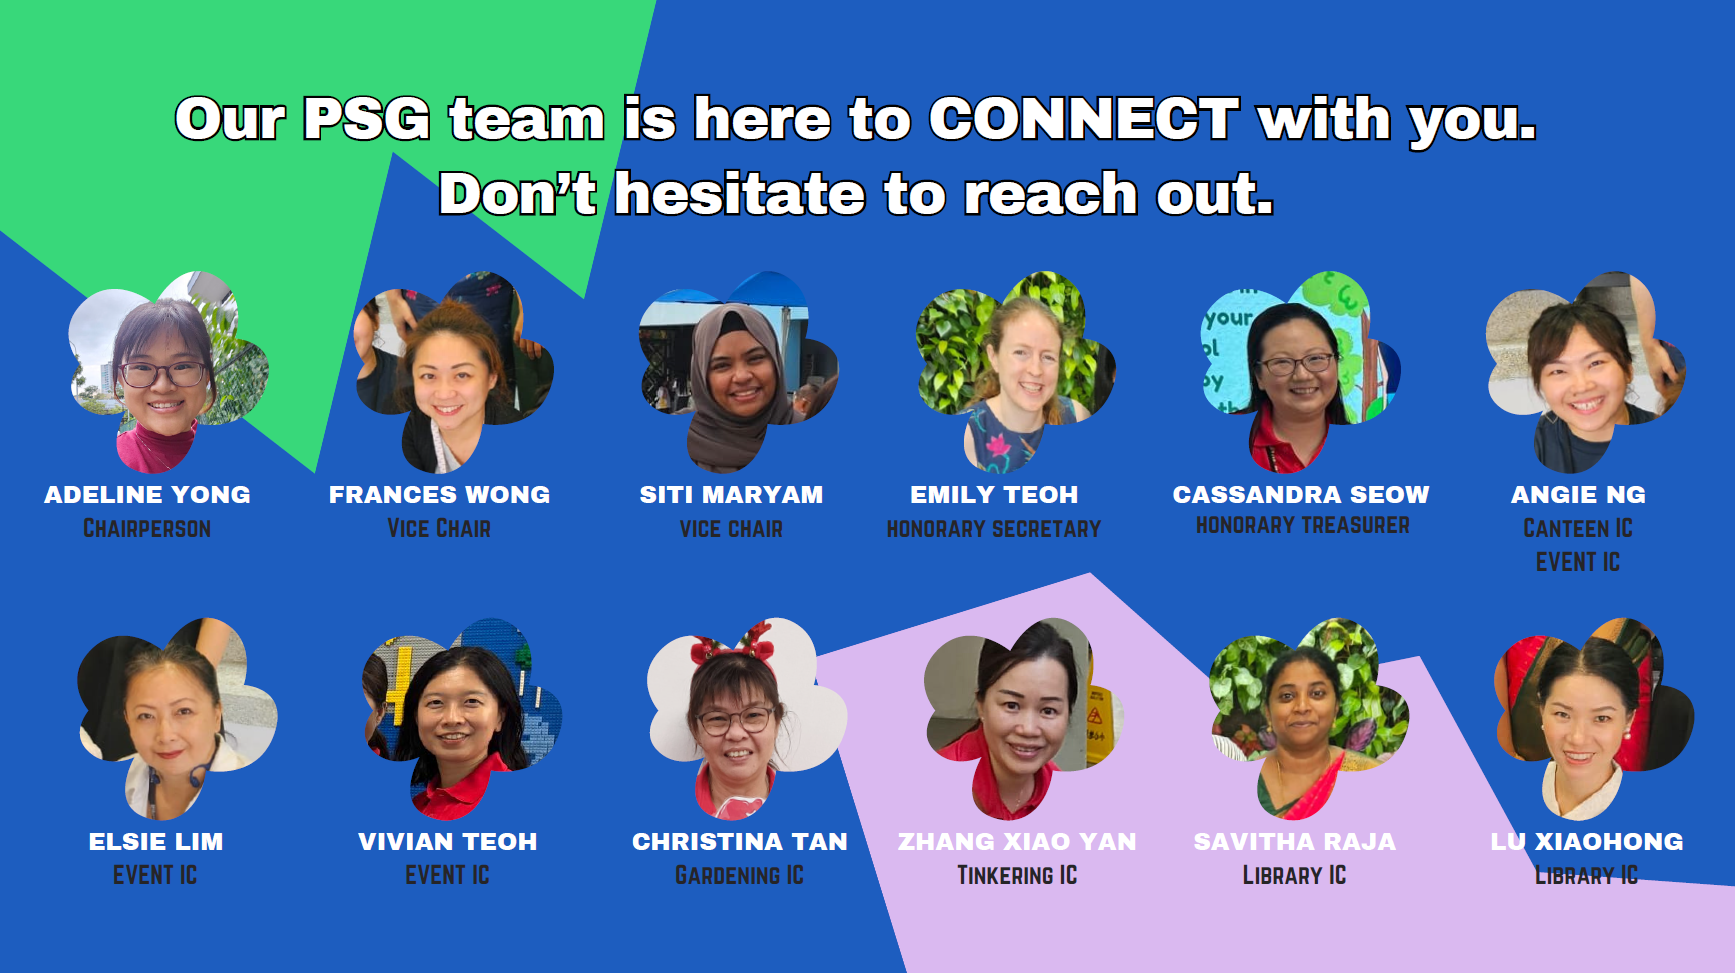 Our PSG team is here to CONNECT with you.
Don't hesitate to reach out.
your
ADELINE YONG
Chairperson
FRANCES WONG
Vice Chair
SITI MARYAM
VICE CHAIR
EMILY TEOH
HONORARY SECRETARY
CASSANDRA SEOW
HONORARY TREASURER
ANGIE NG
Canteen IC
EVENT IC
ELSIE LIM
EVENT IC
VIVIAN TEOH
EVENT IC
CHRISTINA TAN
Gardening IC
ZHANG XIAO YAN
Tinkering IC
SAVITHA RAJA
Library IC
LU XIAOHONG
Library IC